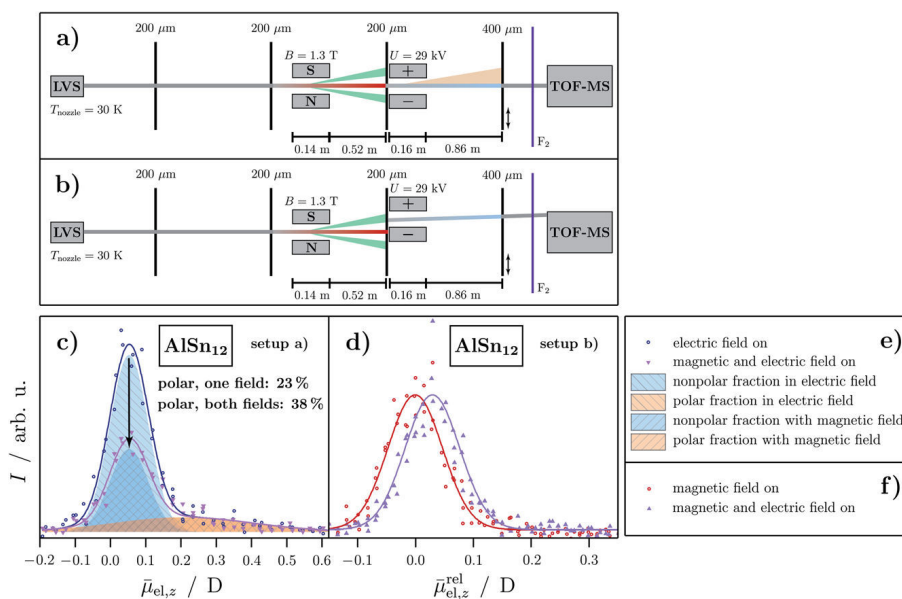 a)
200 μm
200 μm
200 μm
400 μm
B = 1.3 T
U = 29 kV
LVS
S
N
+
−
TOF-MS
T_nozzle = 30 K
0.14 m
0.52 m
0.16 m
0.86 m
F₂
b)
200 μm
200 μm
200 μm
400 μm
B = 1.3 T
U = 29 kV
LVS
S
N
+
−
TOF-MS
T_nozzle = 30 K
0.14 m
0.52 m
0.16 m
0.86 m
F₂
c)
AlSn₁₂
setup a)
polar, one field: 23 %
polar, both fields: 38 %
I / arb. u.
−0.2
−0.1
0.0
0.1
0.2
0.3
0.4
0.5
0.6
μ̄_el,z / D
d)
AlSn₁₂
setup b)
−0.1
0.0
0.1
0.2
0.3
μ̄^rel_el,z / D
e)
electric field on
magnetic and electric field on
nonpolar fraction in electric field
polar fraction in electric field
nonpolar fraction with magnetic field
polar fraction with magnetic field
f)
magnetic field on
magnetic and electric field on